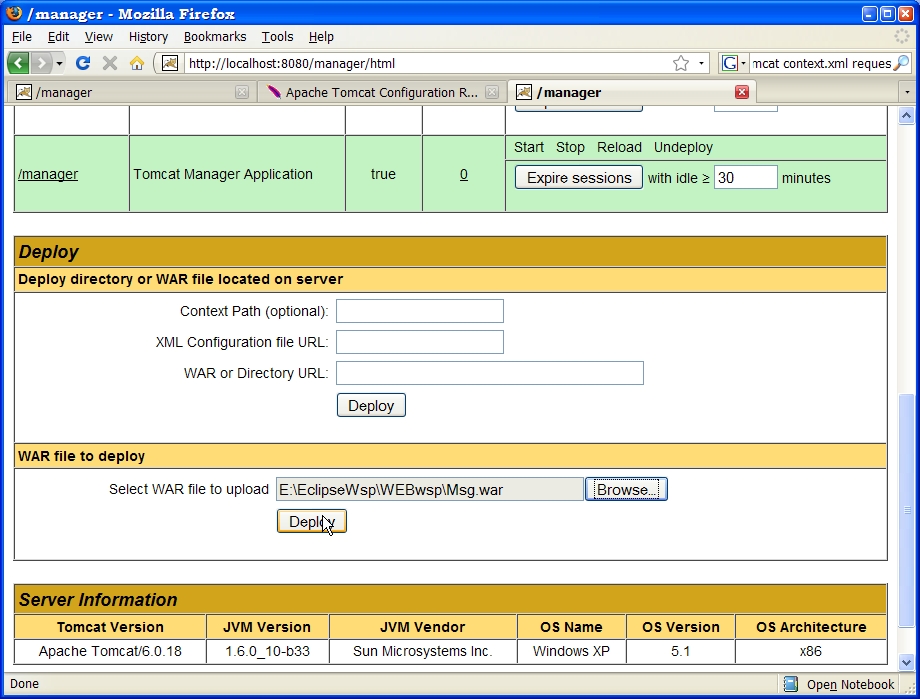 /manager - Mozilla Firefox
File Edit View History Bookmarks Tools Help
http://localhost:8080/manager/html
G
mcat context.xml reques
/manager
Apache Tomcat Configuration R...
/manager
Start Stop Reload Undeploy
/manager Tomcat Manager Application true 0
Expire sessions with idle ≥ 30 minutes
Deploy
Deploy directory or WAR file located on server
Context Path (optional):
XML Configuration file URL:
WAR or Directory URL:
Deploy
WAR file to deploy
Select WAR file to upload E:\EclipseWsp\WEBwsp\Msg.war Browse...
Deploy
Server Information
Tomcat Version JVM Version JVM Vendor OS Name OS Version OS Architecture
Apache Tomcat/6.0.18 1.6.0_10-b33 Sun Microsystems Inc. Windows XP 5.1 x86
Done Open Notebook